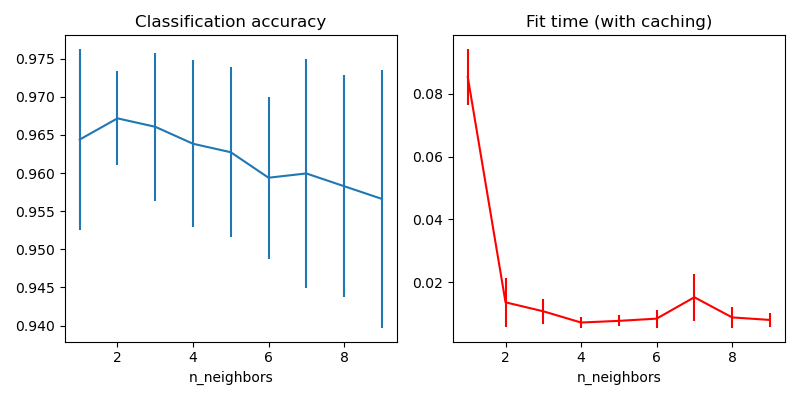 Classification accuracy
0.975
0.970
0.965
0.960
0.955
0.950
0.945
0.940
2 4 6 8
n_neighbors
Fit time (with caching)
0.08
0.06
0.04
0.02
2 4 6 8
n_neighbors